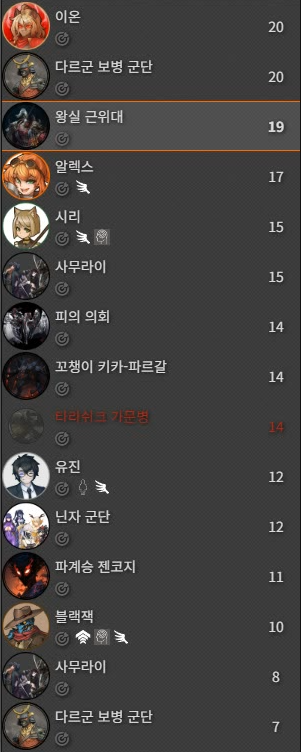 이온 20
다르군 보병 군단 20
왕실 근위대 19
알렉스 17
시리 15
사무라이 15
피의 의회 14
꼬챙이 키카-파르갈 14
티라쉬크 가문병 14
유진 12
닌자 군단 12
파계승 젠코지 11
블랙잭 10
사무라이 8
다르군 보병 군단 7